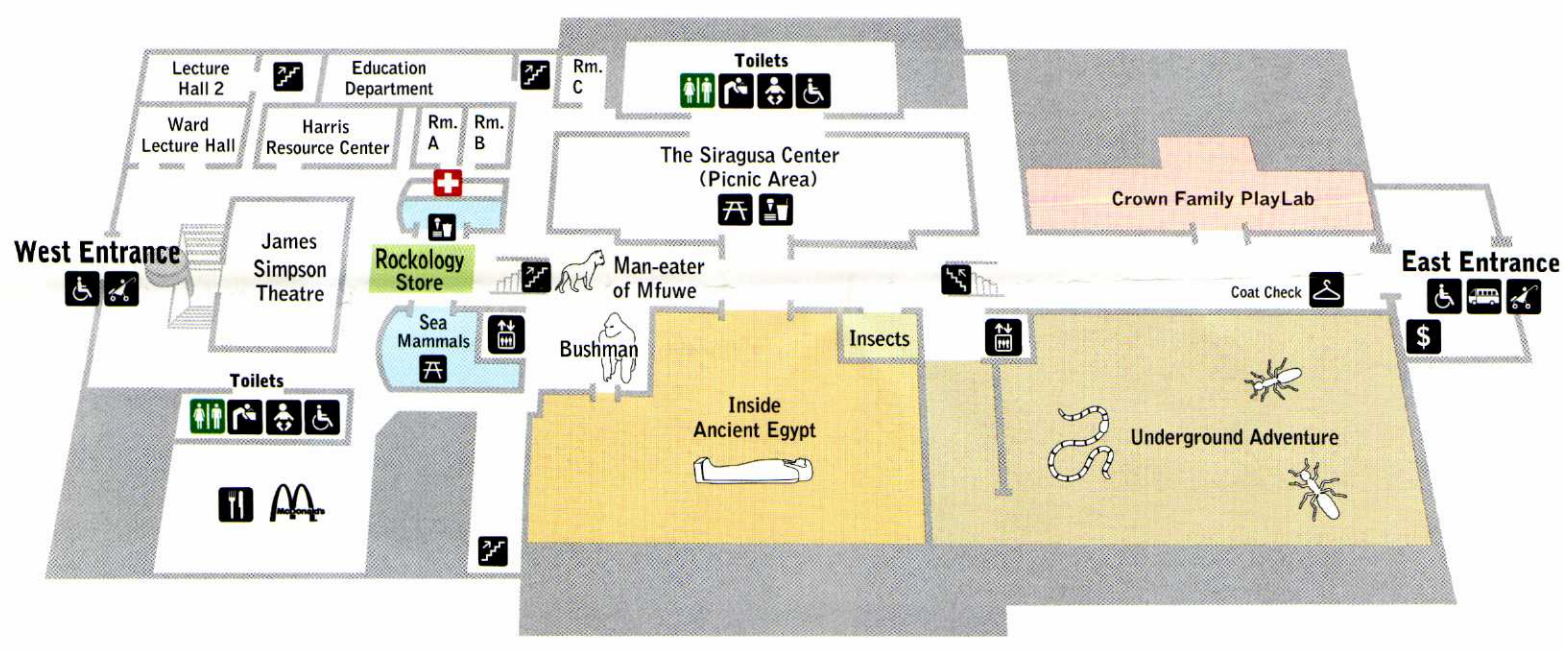 Toilets
Lecture
Hall 2
Education
Department
Rm.
C
Ward
Lecture Hall
Harris
Resource Center
Rm.
A
Rm.
B
The Siragusa Center
(Picnic Area)
Crown Family PlayLab
West Entrance
James
Simpson
Theatre
Rockology
Store
Man-eater
of Mfuwe
East Entrance
Coat Check
Sea
Mammals
Bushman
Insects
$
Toilets
Inside
Ancient Egypt
Underground Adventure
McDonald's